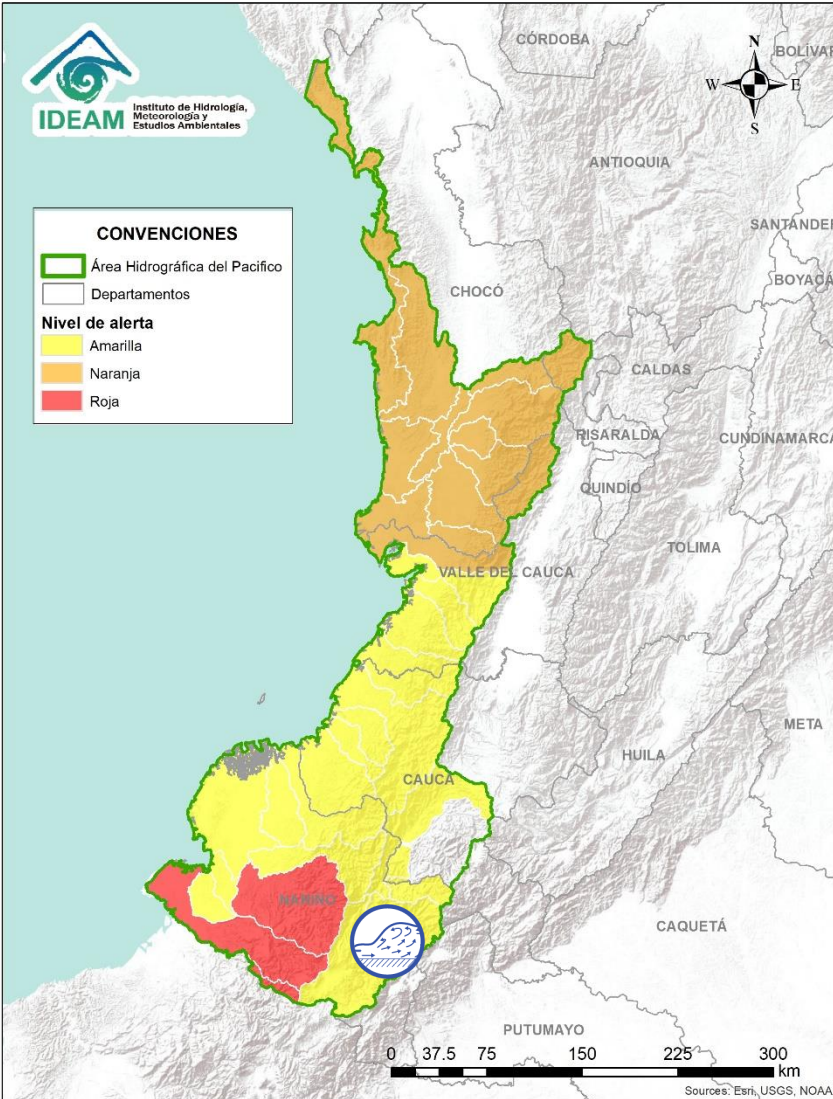 IDEAM
Instituto de Hidrología,
Meteorología y
Estudios Ambientales
CONVENCIONES
Área Hidrográfica del Pacifico
Departamentos
Nivel de alerta
Amarilla
Naranja
Roja
N
W E
S
CÓRDOBA
BOLÍVAR
ANTIOQUIA
SANTANDER
BOYACÁ
CHOCÓ
CALDAS
RISARALDA
CUNDINAMARCA
QUINDÍO
TOLIMA
VALLE DEL CAUCA
META
HUILA
CAUCA
NARIÑO
CAQUETÁ
PUTUMAYO
0 37.5 75 150 225 300
km
Sources: Esri, USGS, NOAA